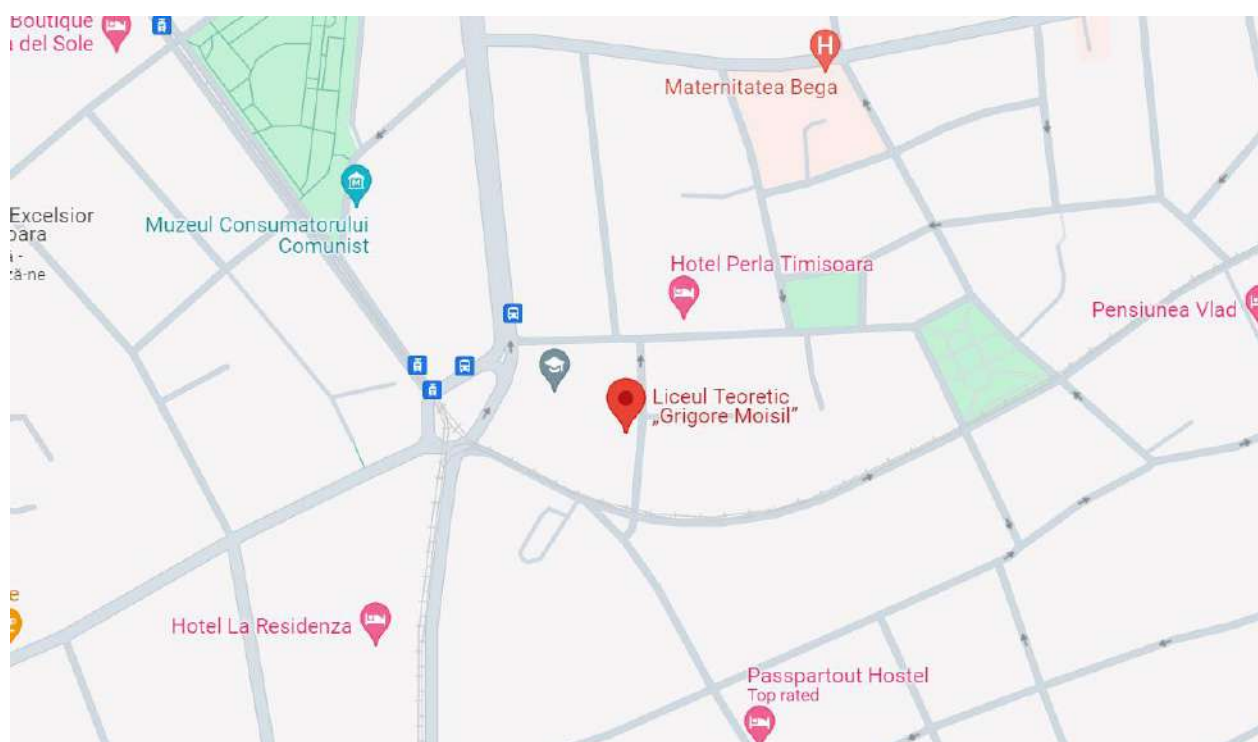 Boutique
del Sole
H
Maternitatea Bega
M
Muzeul Consumatorului
Comunist
Excelsior
Hotel Perla Timisoara
Pensiunea Vlad
Liceul Teoretic
„Grigore Moisil”
Hotel La Residenza
Passpartout Hostel
Top rated